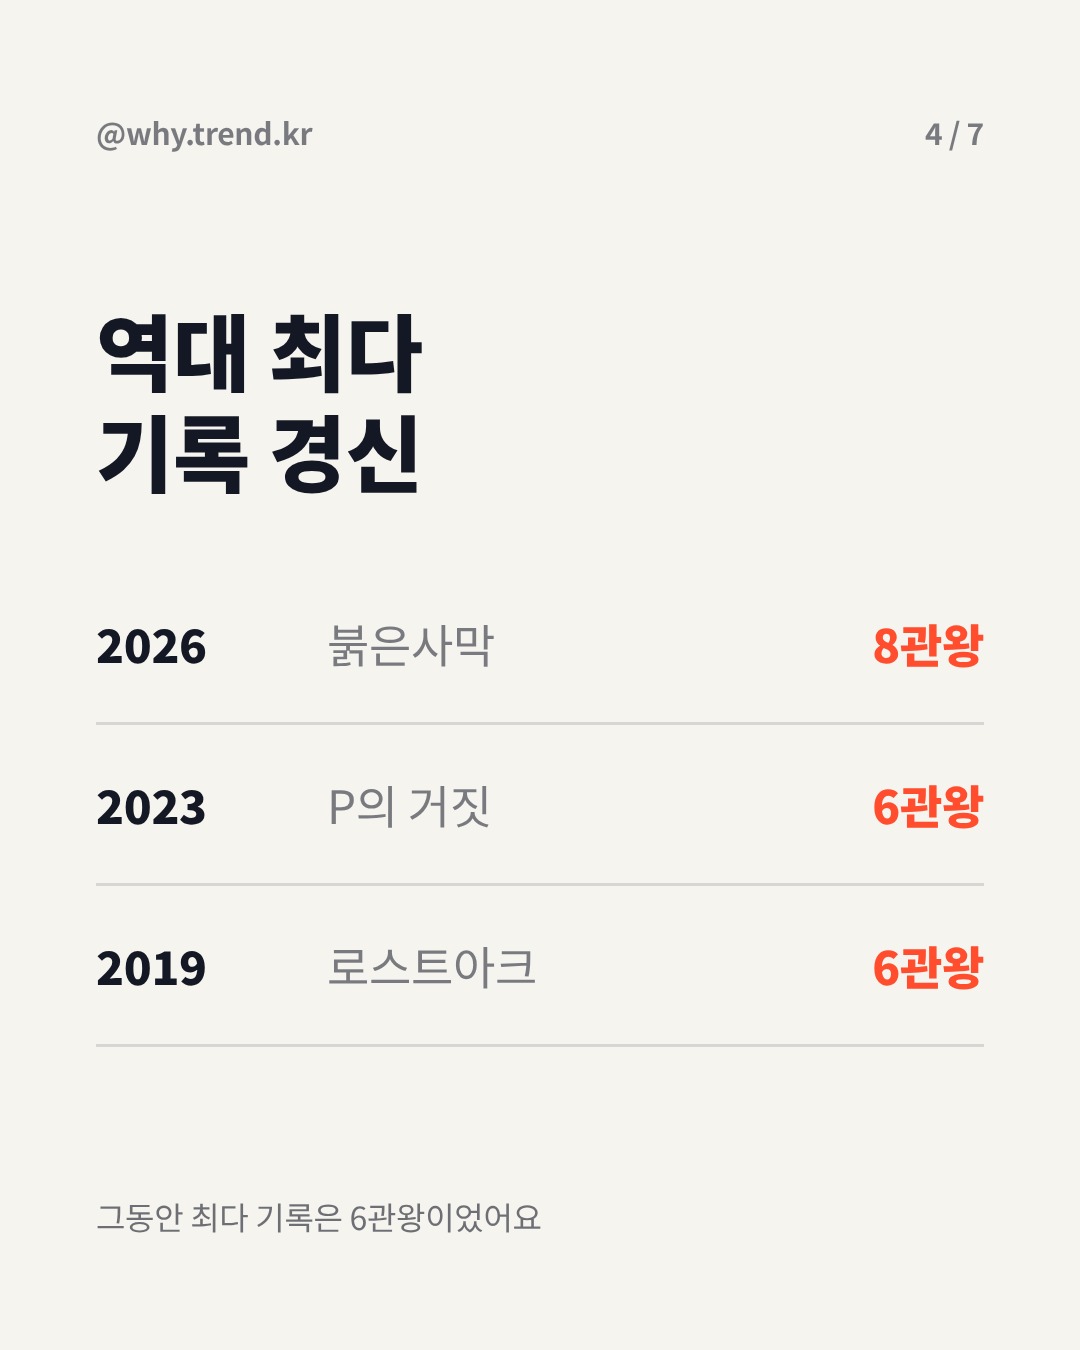 @why.trend.kr 4 / 7
역대 최다
기록 경신
2026 붉은사막 8관왕
2023 P의 거짓 6관왕
2019 로스트아크 6관왕
그동안 최다 기록은 6관왕이었어요